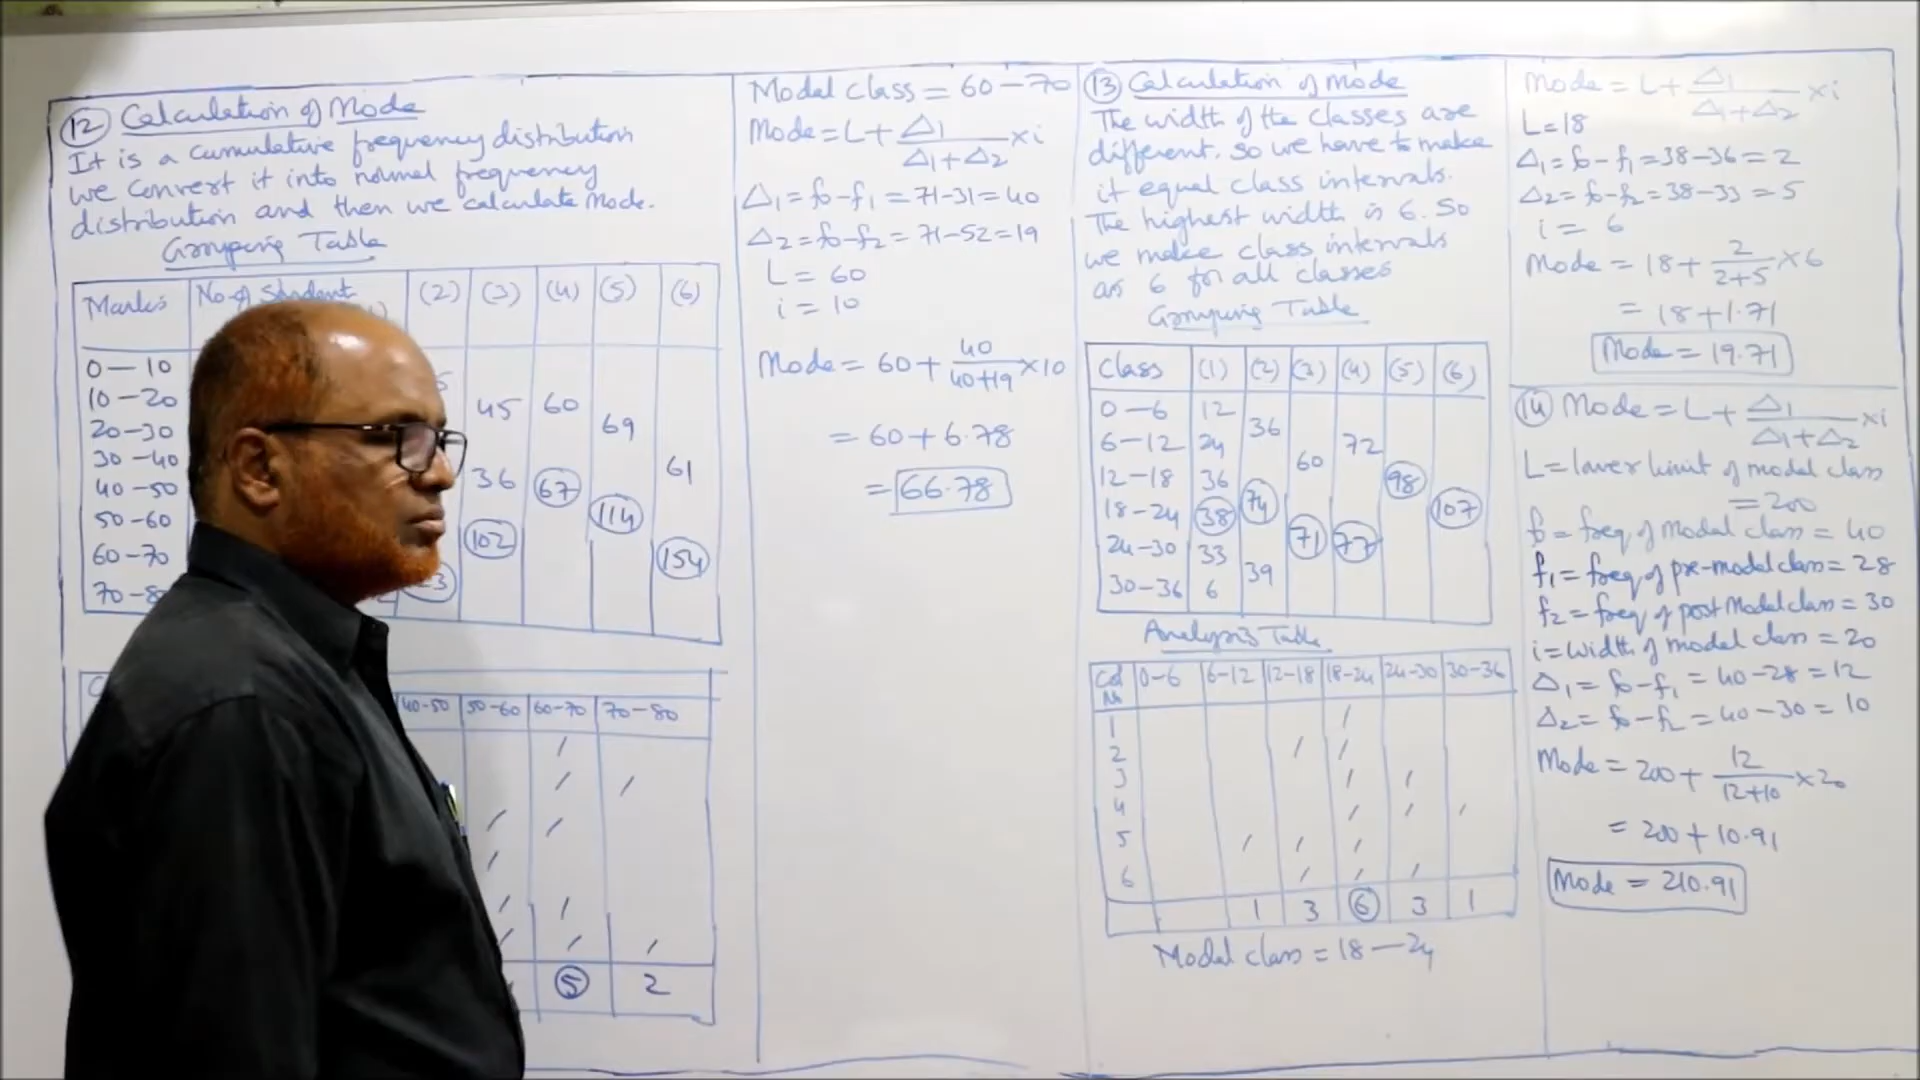 (12) Calculation of Mode
It is a cumulative frequency distribution
we convert it into normal frequency
distribution and then we calculate Mode.
Grouping Table
Marks No of Student (2) (3) (4) (5) (6)
0-10
10-20 45 60
20-30 69
30-40 61
40-50 36 67
50-60 114
60-70 102 154
70-8
40-50 50-60 60-70 70-80
/
/ /
/ /
/
/ /
/ / /
5 2
Modal class = 60-70
Mode = L + Δ1/(Δ1+Δ2) × i
Δ1 = f0-f1 = 71-31 = 40
Δ2 = f0-f2 = 71-52 = 19
L = 60
i = 10
Mode = 60 + 40/(40+19) × 10
= 60 + 6.78
= 66.78
(13) Calculation of Mode
The width of the classes are
different. So we have to make
it equal class intervals.
The highest width is 6. So
we make class intervals
as 6 for all classes
Grouping Table
Class (1) (2) (3) (4) (5) (6)
0-6 12
6-12 24 36 72
12-18 36 60 98
18-24 38 74 107
24-30 33 71 77
30-36 6 39
Analysis Table
Col No 0-6 6-12 12-18 18-24 24-30 30-36
1 /
2 / /
3 / /
4 / / /
5 / / /
6 / / /
1 3 6 3 1
Modal class = 18-24
Mode = L + Δ1/(Δ1+Δ2) × i
L = 18
Δ1 = f0-f1 = 38-36 = 2
Δ2 = f0-f2 = 38-33 = 5
i = 6
Mode = 18 + 2/(2+5) × 6
= 18 + 1.71
Mode = 19.71
(14) Mode = L + Δ1/(Δ1+Δ2) × i
L = lower limit of modal class
= 200
f0 = freq of modal class = 40
f1 = freq of pre-modal class = 28
f2 = freq of post Modal class = 30
i = width of modal class = 20
Δ1 = f0-f1 = 40-28 = 12
Δ2 = f0-f2 = 40-30 = 10
Mode = 200 + 12/(12+10) × 20
= 200 + 10.91
Mode = 210.91